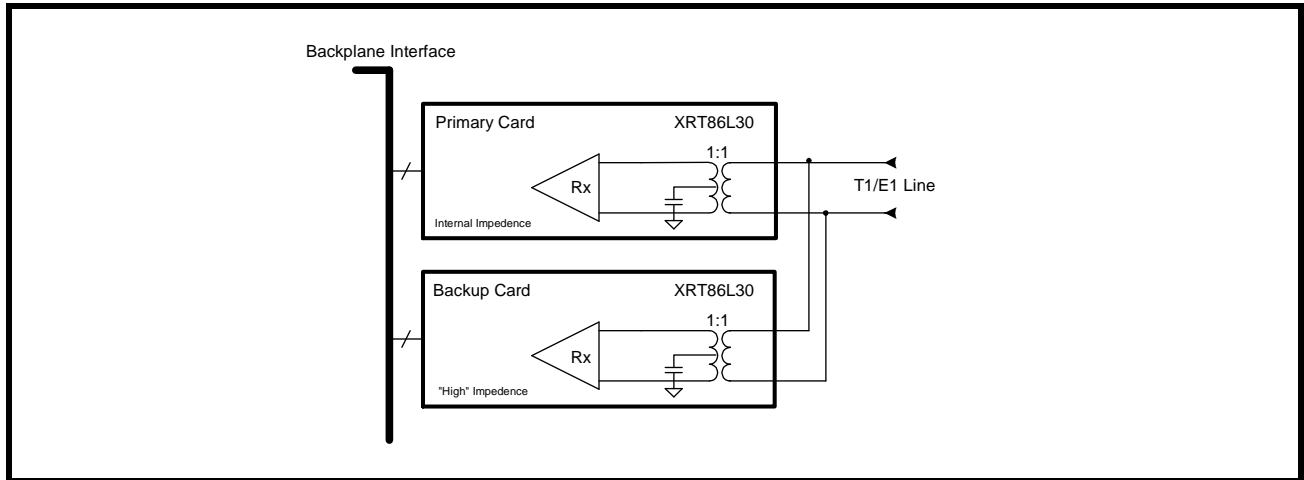 Backplane Interface
Primary Card XRT86L30
1:1
Rx
T1/E1 Line
Internal Impedence
Backup Card XRT86L30
1:1
Rx
"High" Impedence